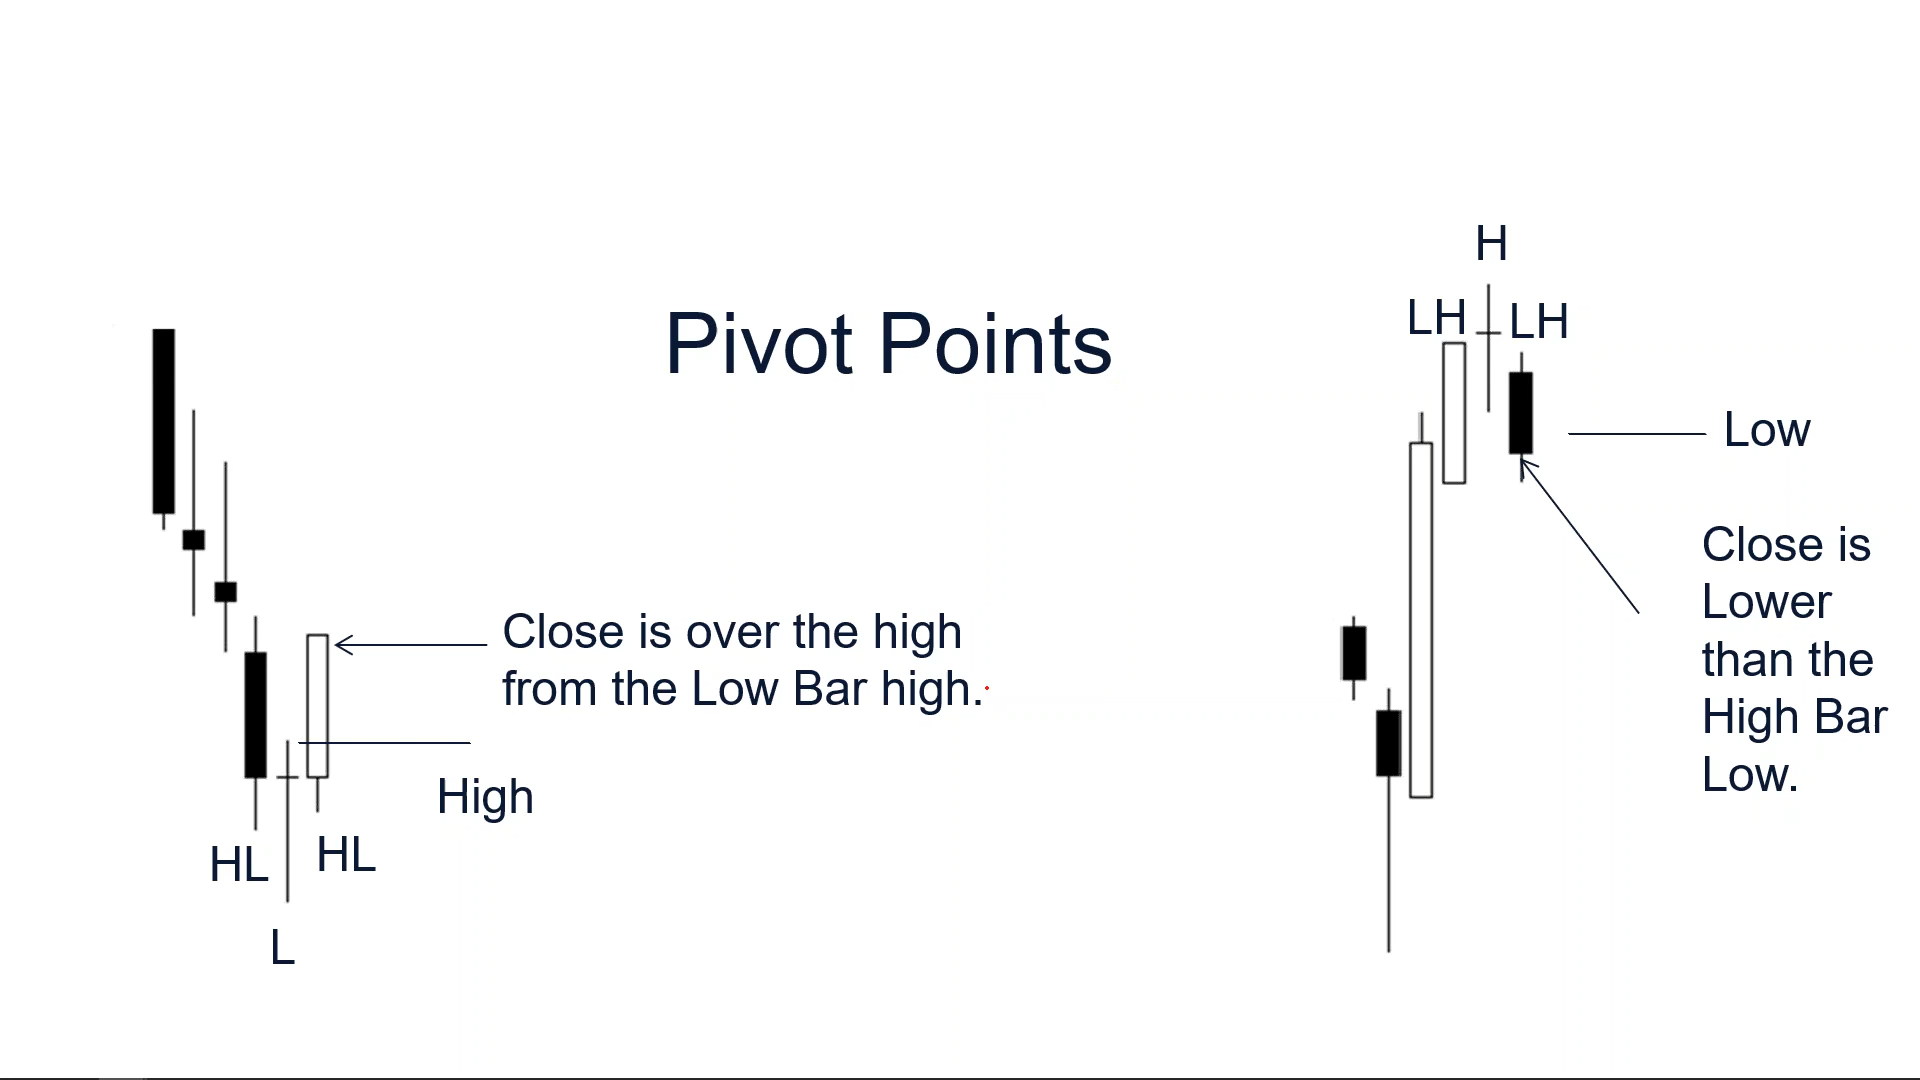 Pivot Points
Close is over the high
from the Low Bar high.
High
HL
HL
L
H
LH
LH
Low
Close is
Lower
than the
High Bar
Low.